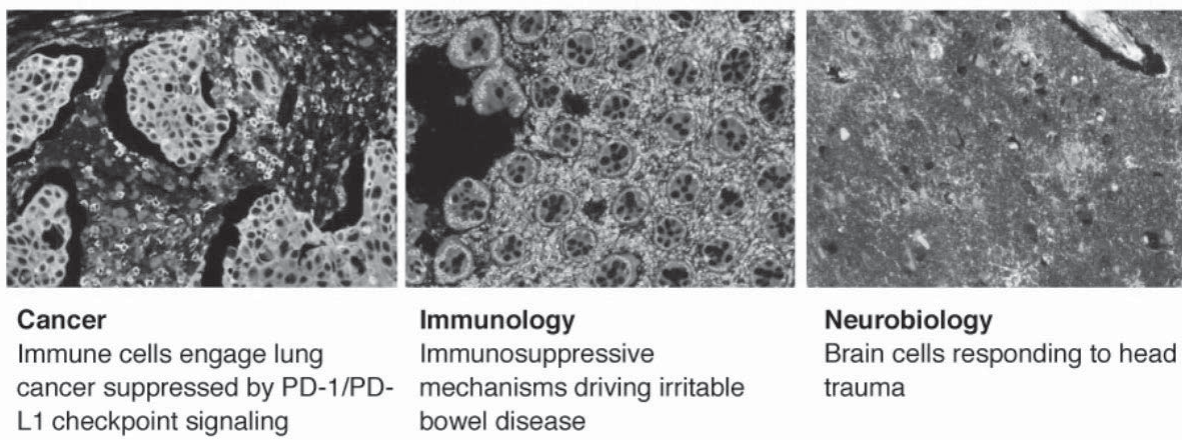 Cancer
Immune cells engage lung
cancer suppressed by PD-1/PD-
L1 checkpoint signaling
Immunology
Immunosuppressive
mechanisms driving irritable
bowel disease
Neurobiology
Brain cells responding to head
trauma